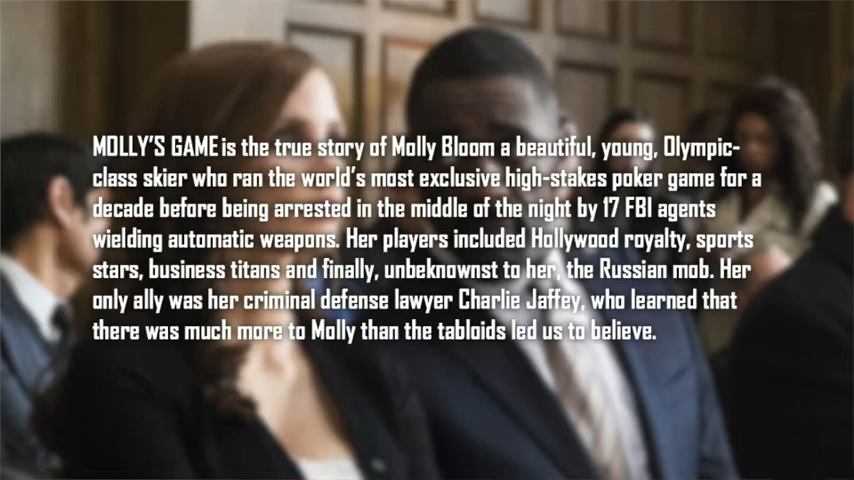 MOLLY'S GAME is the true story of Molly Bloom a beautiful, young, Olympic-
class skier who ran the world's most exclusive high-stakes poker game for a
decade before being arrested in the middle of the night by 17 FBI agents
wielding automatic weapons. Her players included Hollywood royalty, sports
stars, business titans and finally, unbeknownst to her, the Russian mob. Her
only ally was her criminal defense lawyer Charlie Jaffey, who learned that
there was much more to Molly than the tabloids led us to believe.